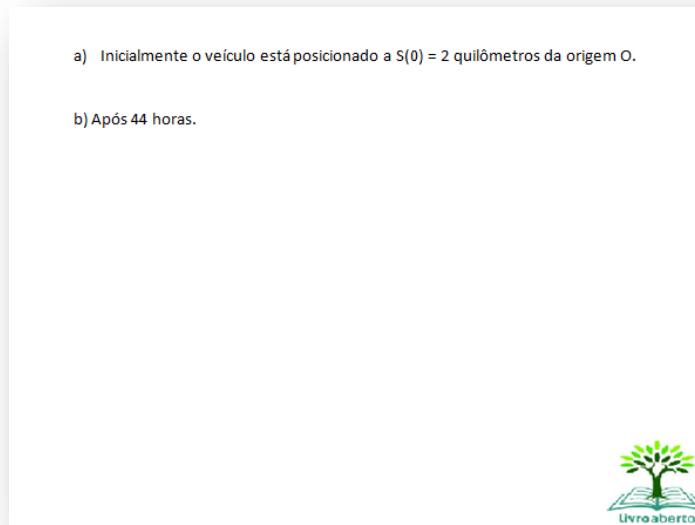 a) Inicialmente o veículo está posicionado a S(0) = 2 quilômetros da origem O.
b) Após 44 horas.
Livro aberto